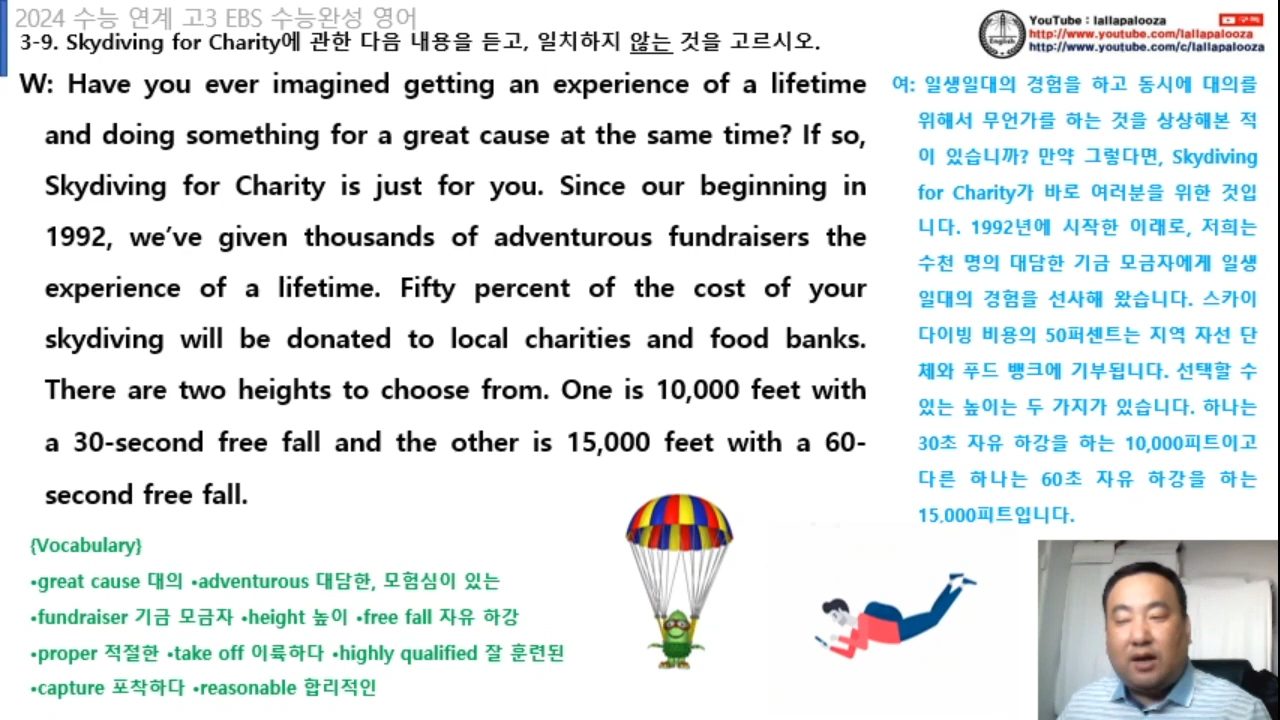 2024 수능 연계 고3 EBS 수능완성 영어
3-9. Skydiving for Charity에 관한 다음 내용을 듣고, 일치하지 않는 것을 고르시오.
YouTube : lallapalooza
구독
http://www.youtube.com/lallapalooza
http://www.youtube.com/c/lallapalooza
English
W: Have you ever imagined getting an experience of a lifetime
and doing something for a great cause at the same time? If so,
Skydiving for Charity is just for you. Since our beginning in
1992, we’ve given thousands of adventurous fundraisers the
experience of a lifetime. Fifty percent of the cost of your
skydiving will be donated to local charities and food banks.
There are two heights to choose from. One is 10,000 feet with
a 30-second free fall and the other is 15,000 feet with a 60-
second free fall.
여: 일생일대의 경험을 하고 동시에 대의를
위해서 무언가를 하는 것을 상상해본 적
이 있습니까? 만약 그렇다면, Skydiving
for Charity가 바로 여러분을 위한 것입
니다. 1992년에 시작한 이래로, 저희는
수천 명의 대담한 기금 모금자에게 일생
일대의 경험을 선사해 왔습니다. 스카이
다이빙 비용의 50퍼센트는 지역 자선 단
체와 푸드 뱅크에 기부됩니다. 선택할 수
있는 높이는 두 가지가 있습니다. 하나는
30초 자유 하강을 하는 10,000피트이고
다른 하나는 60초 자유 하강을 하는
15,000피트입니다.
{Vocabulary}
•great cause 대의 •adventurous 대담한, 모험심이 있는
•fundraiser 기금 모금자 •height 높이 •free fall 자유 하강
•proper 적절한 •take off 이륙하다 •highly qualified 잘 훈련된
•capture 포착하다 •reasonable 합리적인